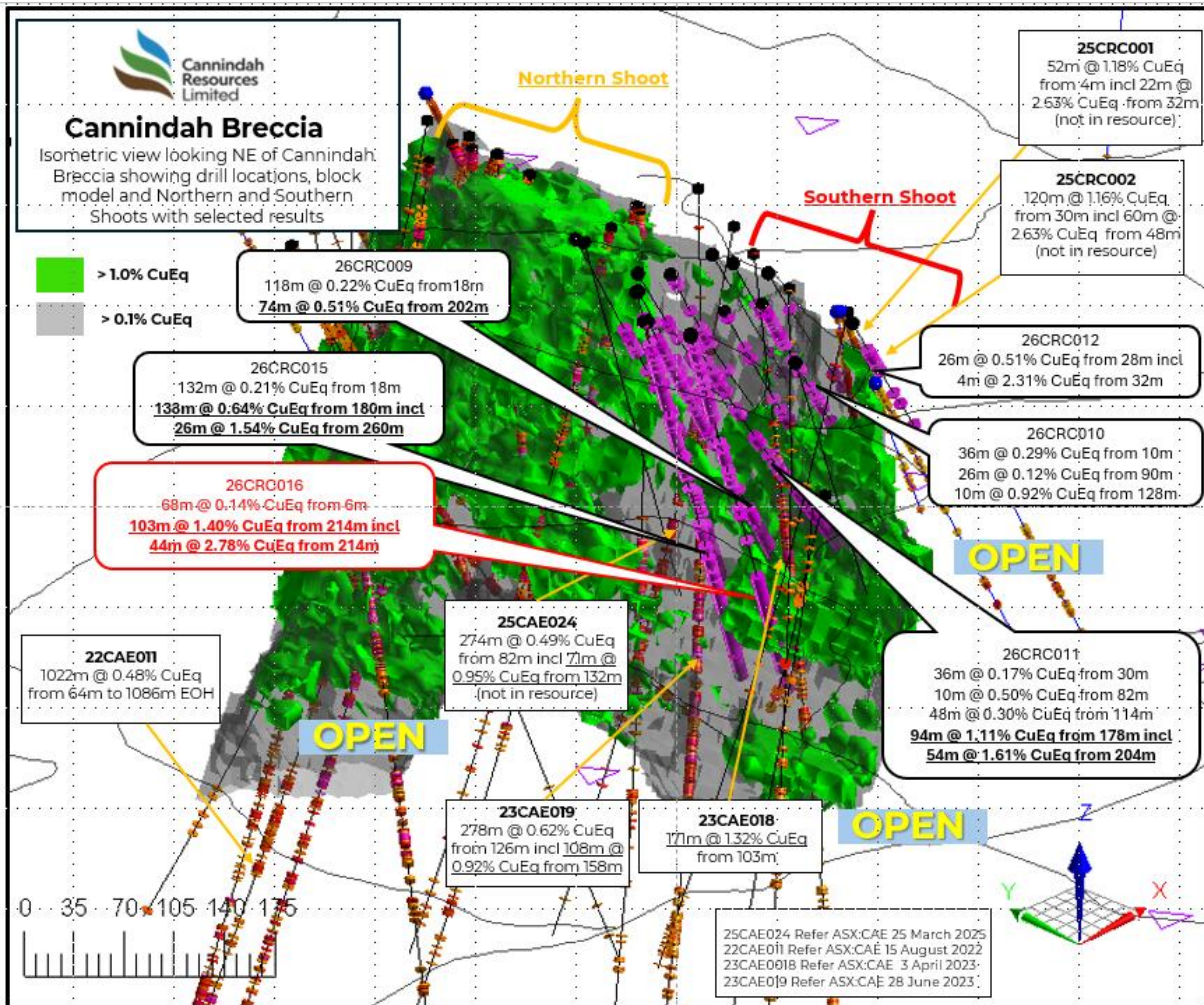 Cannindah
Resources
Limited
Cannindah Breccia
Isometric view looking NE of Cannindah
Breccia showing drill locations, block
model and Northern and Southern
Shoots with selected results
> 1.0% CuEq
> 0.1% CuEq
Northern Shoot
Southern Shoot
25CRC001
52m @ 1.18% CuEq
from 4m incl 22m @
2.63% CuEq from 32m
(not in resource)
25CRC002
120m @ 1.16% CuEq
from 30m incl 60m @
2.63% CuEq from 48m
(not in resource)
26CRC009
118m @ 0.22% CuEq from18m
74m @ 0.51% CuEq from 202m
26CRC012
26m @ 0.51% CuEq from 28m incl
4m @ 2.31% CuEq from 32m
26CRC015
132m @ 0.21% CuEq from 18m
138m @ 0.64% CuEq from 180m incl
26m @ 1.54% CuEq from 260m
26CRC010
36m @ 0.29% CuEq from 10m
26m @ 0.12% CuEq from 90m
10m @ 0.92% CuEq from 128m
26CRC016
68m @ 0.14% CuEq from 6m
103m @ 1.40% CuEq from 214m incl
44m @ 2.78% CuEq from 214m
OPEN
25CAE024
274m @ 0.49% CuEq
from 82m incl 71m @
0.95% CuEq from 132m
(not in resource)
22CAE011
1022m @ 0.48% CuEq
from 64m to 1086m EOH
26CRC011
36m @ 0.17% CuEq from 30m
10m @ 0.50% CuEq from 82m
48m @ 0.30% CuEq from 114m
94m @ 1.11% CuEq from 178m incl
54m @ 1.61% CuEq from 204m
OPEN
23CAE019
278m @ 0.62% CuEq
from 126m incl 108m @
0.92% CuEq from 158m
23CAE018
171m @ 1.32% CuEq
from 103m
OPEN
Z
Y
X
0 35 70 105 140 175
25CAE024 Refer ASX:CAE 25 March 2025
22CAE011 Refer ASX:CAE 15 August 2022
23CAE0018 Refer ASX:CAE 3 April 2023
23CAE019 Refer ASX:CAE 28 June 2023